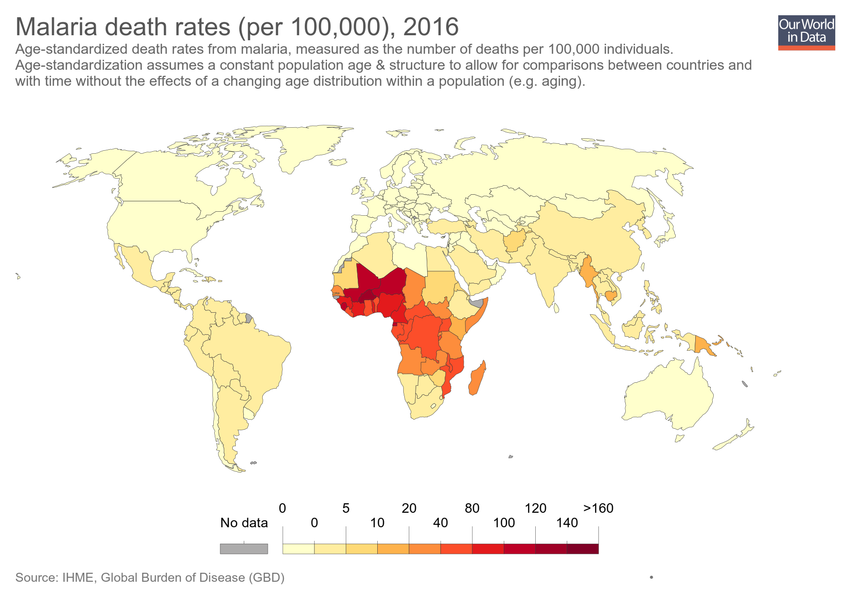 Malaria death rates (per 100,000), 2016
Our World
in Data
Age-standardized death rates from malaria, measured as the number of deaths per 100,000 individuals.
Age-standardization assumes a constant population age & structure to allow for comparisons between countries and
with time without the effects of a changing age distribution within a population (e.g. aging).
0 5 20 80 120 >160
No data 0 10 40 100 140
Source: IHME, Global Burden of Disease (GBD)